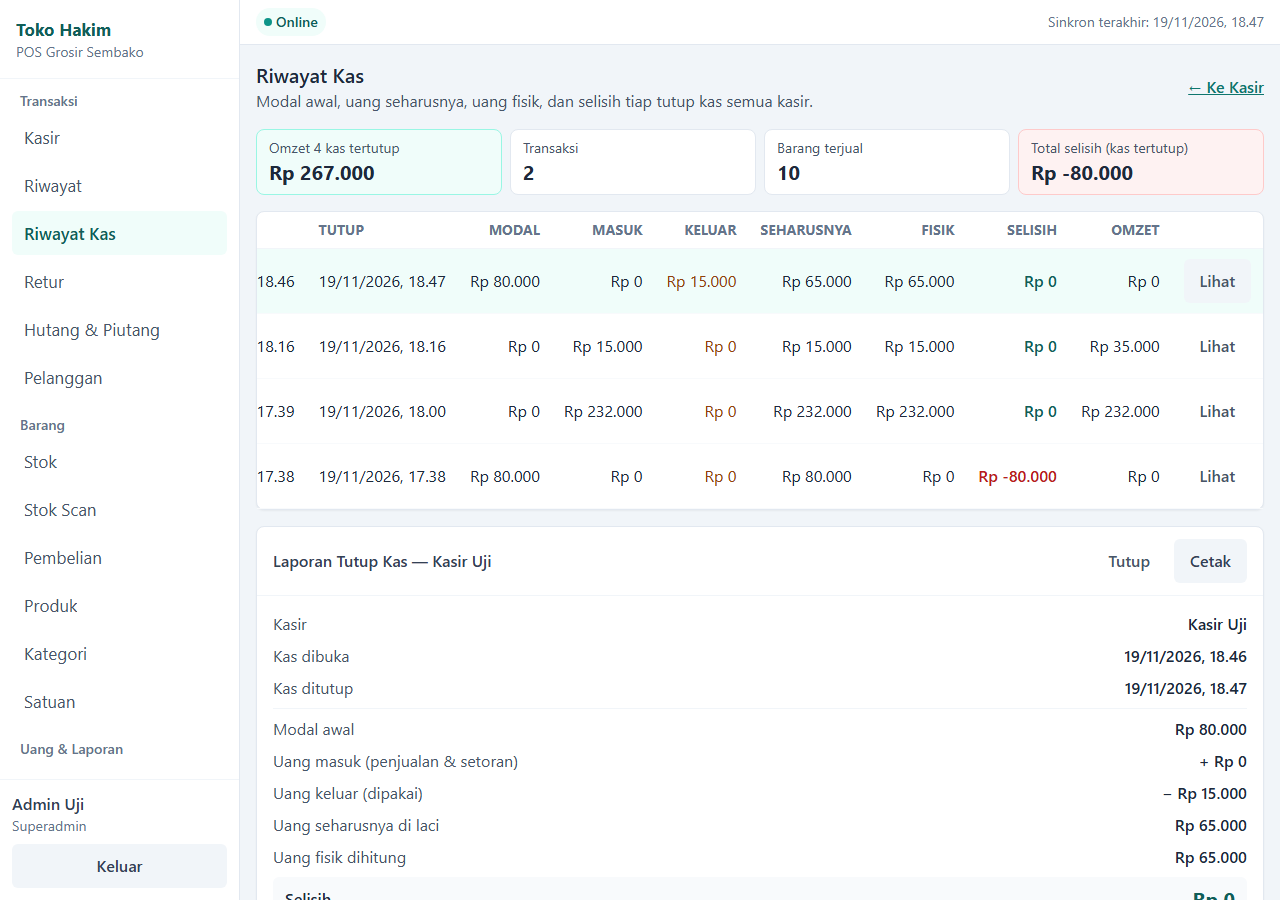 Toko Hakim
POS Grosir Sembako
Transaksi
Kasir
Riwayat
Riwayat Kas
Retur
Hutang & Piutang
Pelanggan
Barang
Stok
Stok Scan
Pembelian
Produk
Kategori
Satuan
Uang & Laporan
Admin Uji
Superadmin
Keluar
Online
Sinkron terakhir: 19/11/2026, 18.47
Riwayat Kas
Modal awal, uang seharusnya, uang fisik, dan selisih tiap tutup kas semua kasir.
← Ke Kasir
Omzet 4 kas tertutup
Rp 267.000
Transaksi
2
Barang terjual
10
Total selisih (kas tertutup)
Rp -80.000
TUTUP MODAL MASUK KELUAR SEHARUSNYA FISIK SELISIH OMZET
18.46 19/11/2026, 18.47 Rp 80.000 Rp 0 Rp 15.000 Rp 65.000 Rp 65.000 Rp 0 Rp 0 Lihat
18.16 19/11/2026, 18.16 Rp 0 Rp 15.000 Rp 0 Rp 15.000 Rp 15.000 Rp 0 Rp 35.000 Lihat
17.39 19/11/2026, 18.00 Rp 0 Rp 232.000 Rp 0 Rp 232.000 Rp 232.000 Rp 0 Rp 232.000 Lihat
17.38 19/11/2026, 17.38 Rp 80.000 Rp 0 Rp 0 Rp 80.000 Rp 0 Rp -80.000 Rp 0 Lihat
Laporan Tutup Kas — Kasir Uji
Tutup
Cetak
Kasir Kasir Uji
Kas dibuka 19/11/2026, 18.46
Kas ditutup 19/11/2026, 18.47
Modal awal Rp 80.000
Uang masuk (penjualan & setoran) + Rp 0
Uang keluar (dipakai) − Rp 15.000
Uang seharusnya di laci Rp 65.000
Uang fisik dihitung Rp 65.000
Selisih Rp 0